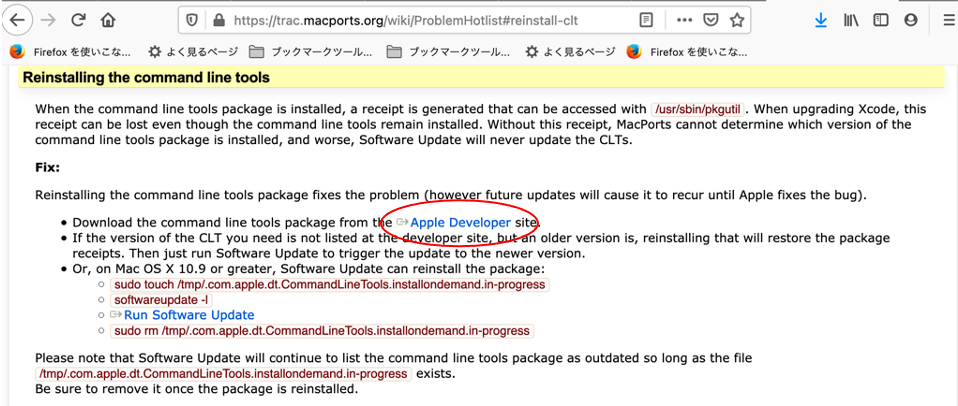 https://trac.macports.org/wiki/ProblemHotlist#reinstall-clt
Firefox を使いこな... よく見るページ ブックマークツール... ブックマークツール... よく見るページ Firefox を使いこな...
Reinstalling the command line tools
When the command line tools package is installed, a receipt is generated that can be accessed with /usr/sbin/pkgutil. When upgrading Xcode, this
receipt can be lost even though the command line tools remain installed. Without this receipt, MacPorts cannot determine which version of the
command line tools package is installed, and worse, Software Update will never update the CLTs.
Fix:
Reinstalling the command line tools package fixes the problem (however future updates will cause it to recur until Apple fixes the bug).
• Download the command line tools package from the Apple Developer site.
• If the version of the CLT you need is not listed at the developer site, but an older version is, reinstalling that will restore the package
receipts. Then just run Software Update to trigger the update to the newer version.
• Or, on Mac OS X 10.9 or greater, Software Update can reinstall the package:
sudo touch /tmp/.com.apple.dt.CommandLineTools.installondemand.in-progress
softwareupdate -l
Run Software Update
sudo rm /tmp/.com.apple.dt.CommandLineTools.installondemand.in-progress
Please note that Software Update will continue to list the command line tools package as outdated so long as the file
/tmp/.com.apple.dt.CommandLineTools.installondemand.in-progress exists.
Be sure to remove it once the package is reinstalled.